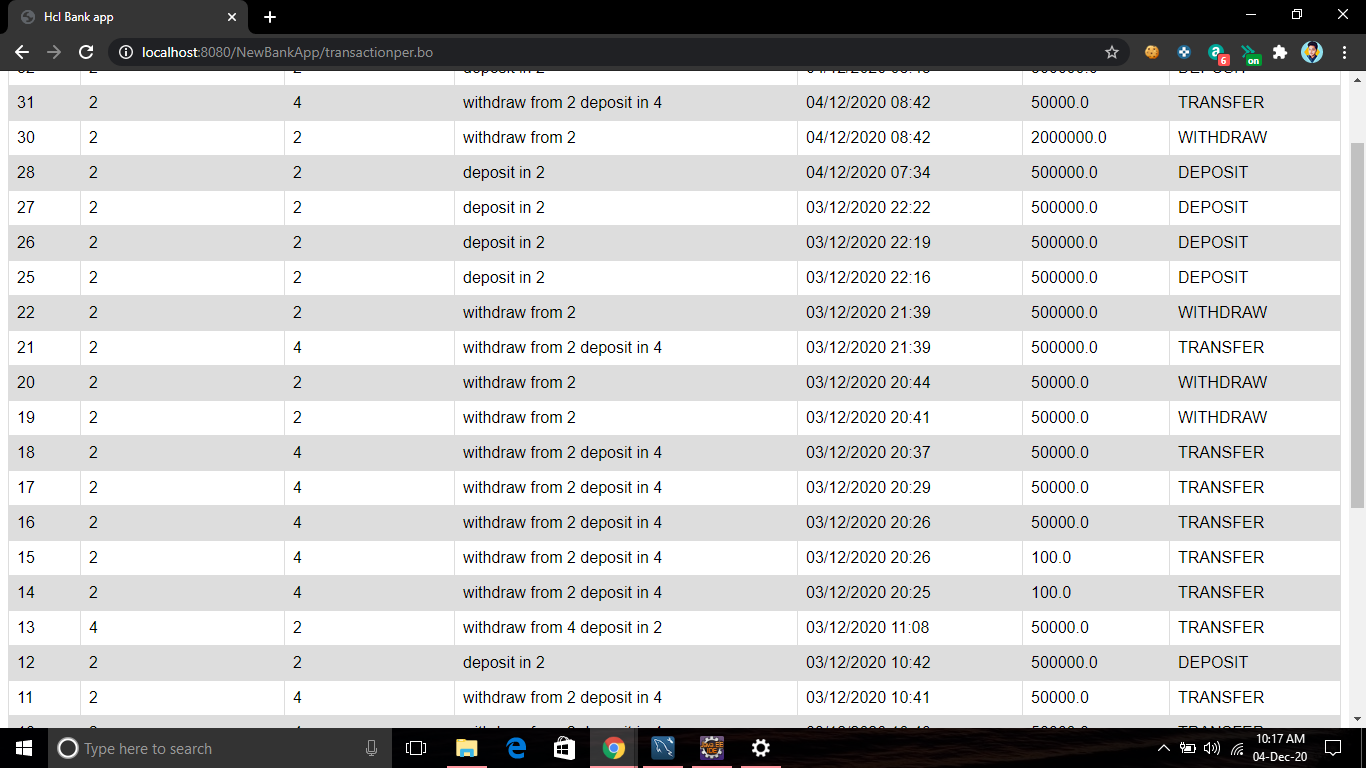 Hcl Bank app
localhost:8080/NewBankApp/transactionper.bo
6
on
31 2 4 withdraw from 2 deposit in 4 04/12/2020 08:42 50000.0 TRANSFER
30 2 2 withdraw from 2 04/12/2020 08:42 2000000.0 WITHDRAW
28 2 2 deposit in 2 04/12/2020 07:34 500000.0 DEPOSIT
27 2 2 deposit in 2 03/12/2020 22:22 500000.0 DEPOSIT
26 2 2 deposit in 2 03/12/2020 22:19 500000.0 DEPOSIT
25 2 2 deposit in 2 03/12/2020 22:16 500000.0 DEPOSIT
22 2 2 withdraw from 2 03/12/2020 21:39 500000.0 WITHDRAW
21 2 4 withdraw from 2 deposit in 4 03/12/2020 21:39 500000.0 TRANSFER
20 2 2 withdraw from 2 03/12/2020 20:44 50000.0 WITHDRAW
19 2 2 withdraw from 2 03/12/2020 20:41 50000.0 WITHDRAW
18 2 4 withdraw from 2 deposit in 4 03/12/2020 20:37 50000.0 TRANSFER
17 2 4 withdraw from 2 deposit in 4 03/12/2020 20:29 50000.0 TRANSFER
16 2 4 withdraw from 2 deposit in 4 03/12/2020 20:26 50000.0 TRANSFER
15 2 4 withdraw from 2 deposit in 4 03/12/2020 20:26 100.0 TRANSFER
14 2 4 withdraw from 2 deposit in 4 03/12/2020 20:25 100.0 TRANSFER
13 4 2 withdraw from 4 deposit in 2 03/12/2020 11:08 50000.0 TRANSFER
12 2 2 deposit in 2 03/12/2020 10:42 500000.0 DEPOSIT
11 2 4 withdraw from 2 deposit in 4 03/12/2020 10:41 50000.0 TRANSFER
Type here to search
10:17 AM
04-Dec-20